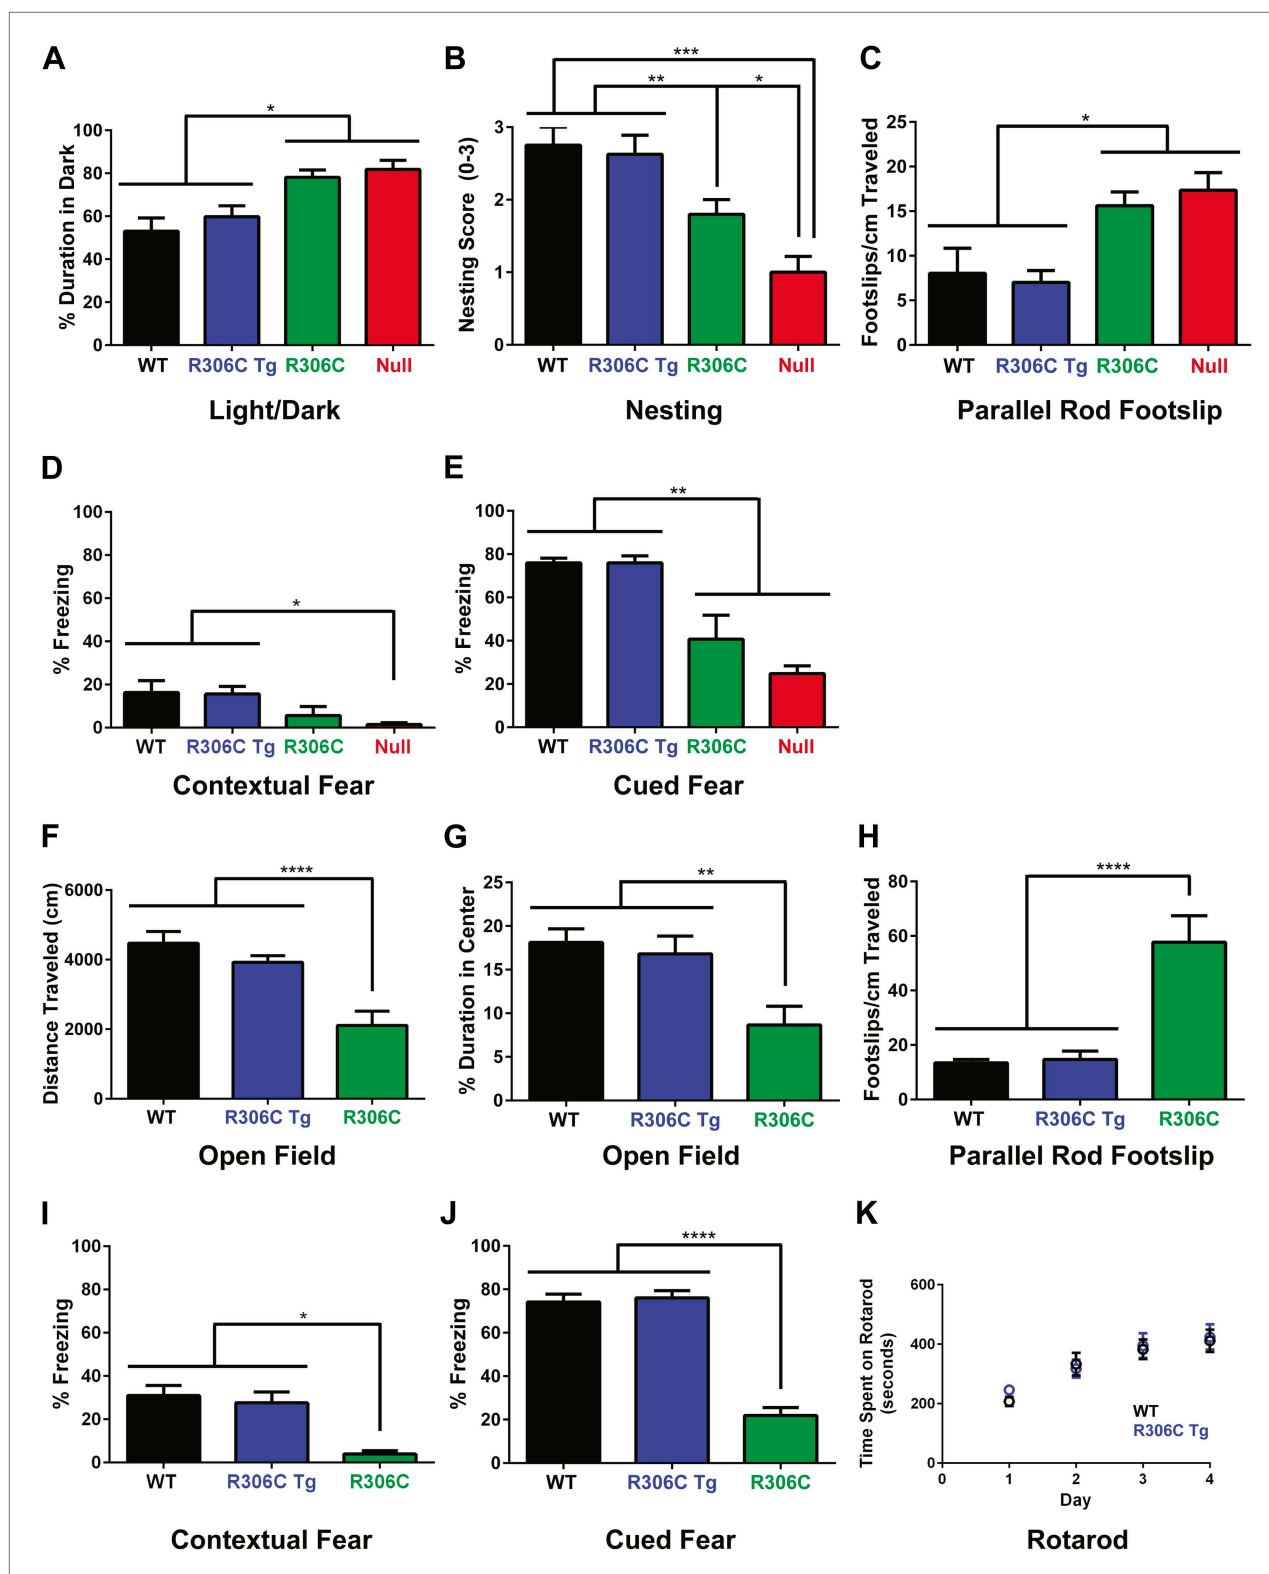 A
% Duration in Dark
100
80
60
40
20
0
*
WT R306C Tg R306C Null
Light/Dark
B
Nesting Score (0-3)
3
2
1
0
***
** *
WT R306C Tg R306C Null
Nesting
C
Footslips/cm Traveled
25
20
15
10
5
0
*
WT R306C Tg R306C Null
Parallel Rod Footslip
D
% Freezing
100
80
60
40
20
0
*
WT R306C Tg R306C Null
Contextual Fear
E
% Freezing
100
80
60
40
20
0
**
WT R306C Tg R306C Null
Cued Fear
F
Distance Traveled (cm)
6000
4000
2000
0
****
WT R306C Tg R306C
Open Field
G
% Duration in Center
25
20
15
10
5
0
**
WT R306C Tg R306C
Open Field
H
Footslips/cm Traveled
80
60
40
20
0
****
WT R306C Tg R306C
Parallel Rod Footslip
I
% Freezing
100
80
60
40
20
0
*
WT R306C Tg R306C
Contextual Fear
J
% Freezing
100
80
60
40
20
0
****
WT R306C Tg R306C
Cued Fear
K
Time Spent on Rotarod
(seconds)
600
400
200
0
WT
R306C Tg
0 1 2 3 4
Day
Rotarod